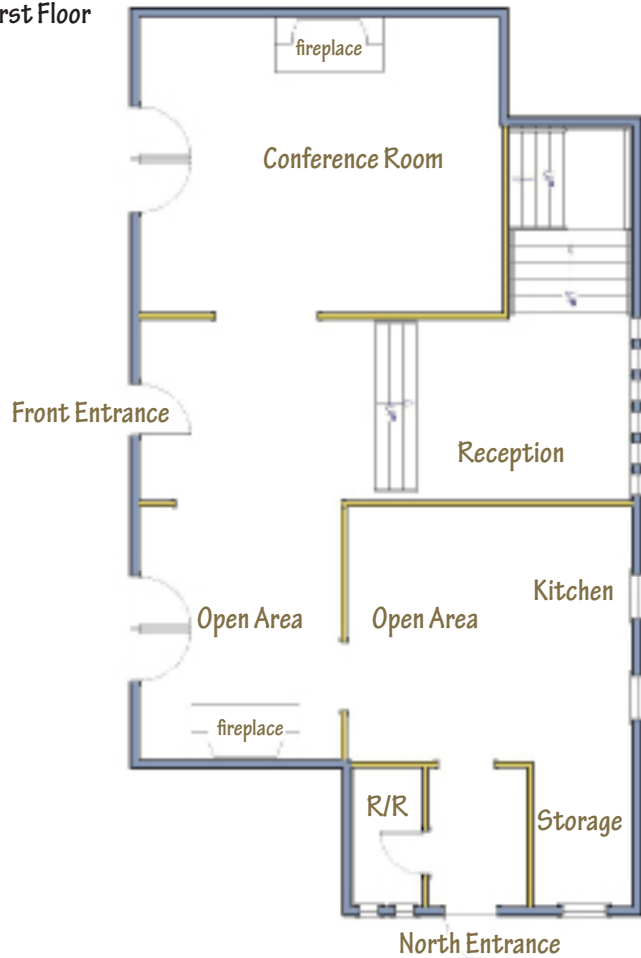 rst Floor
fireplace
Conference Room
Front Entrance
Reception
Kitchen
Open Area
Open Area
fireplace
R/R
Storage
North Entrance